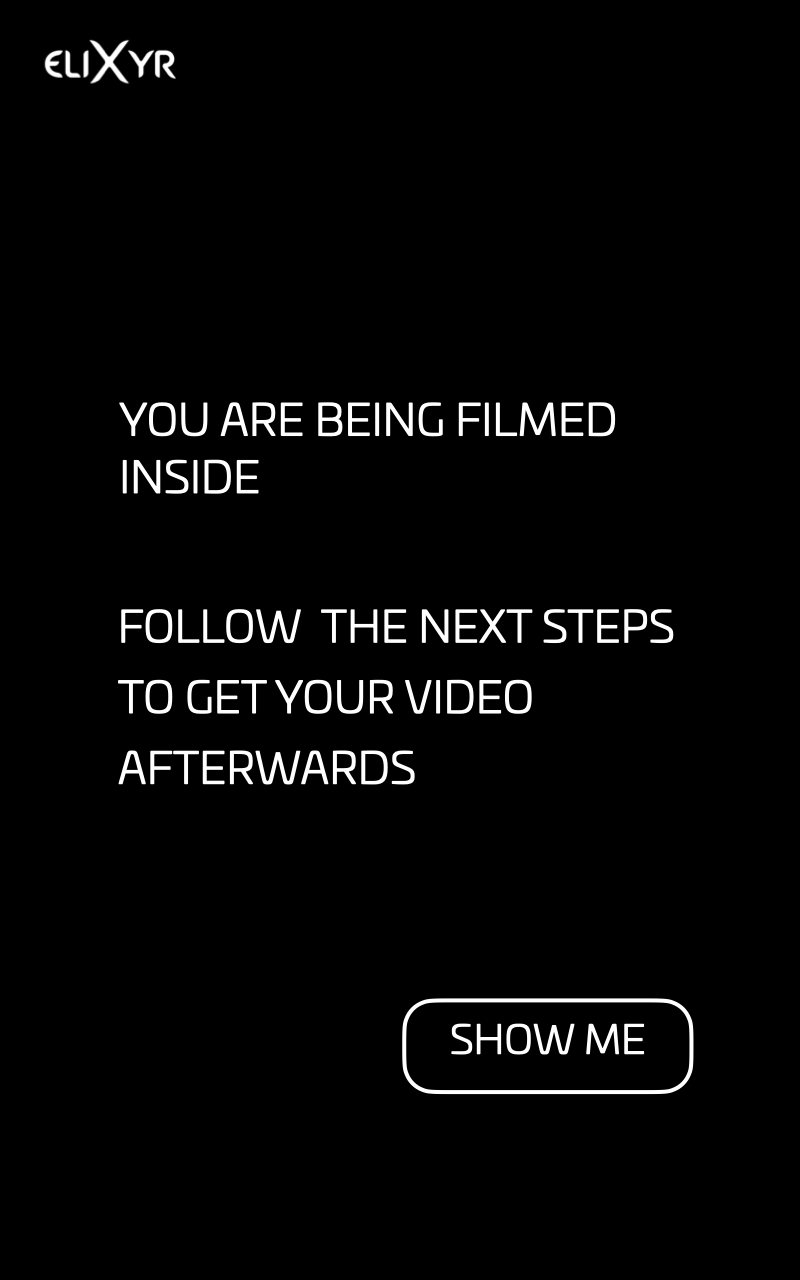 ELIXYR
YOU ARE BEING FILMED
INSIDE
FOLLOW  THE NEXT STEPS
TO GET YOUR VIDEO
AFTERWARDS
SHOW ME